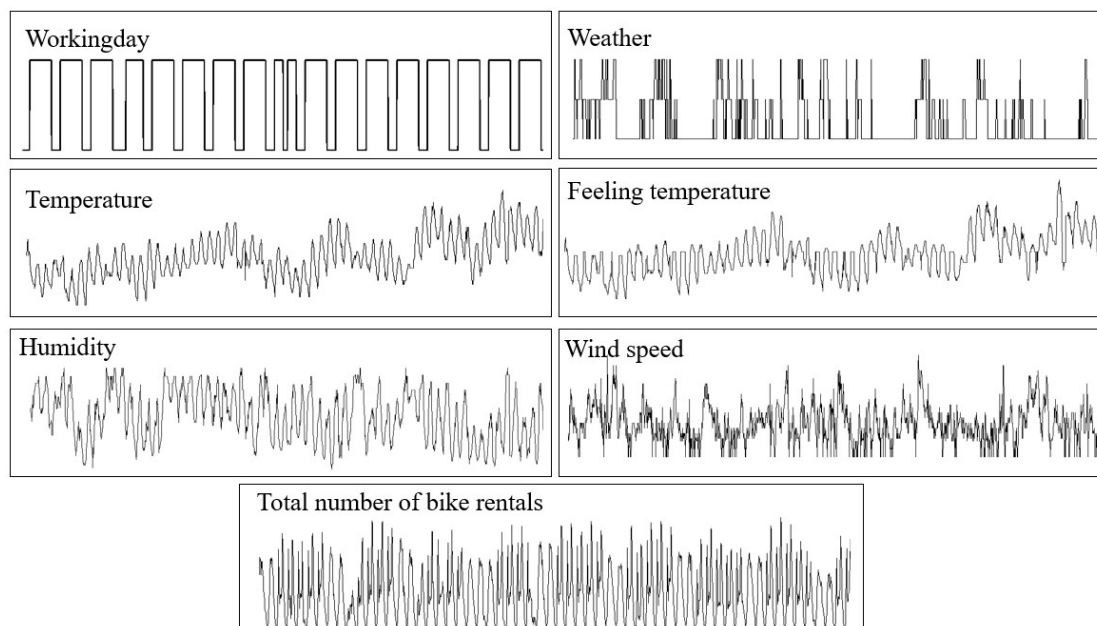 Workingday
Weather
Temperature
Feeling temperature
Humidity
Wind speed
Total number of bike rentals